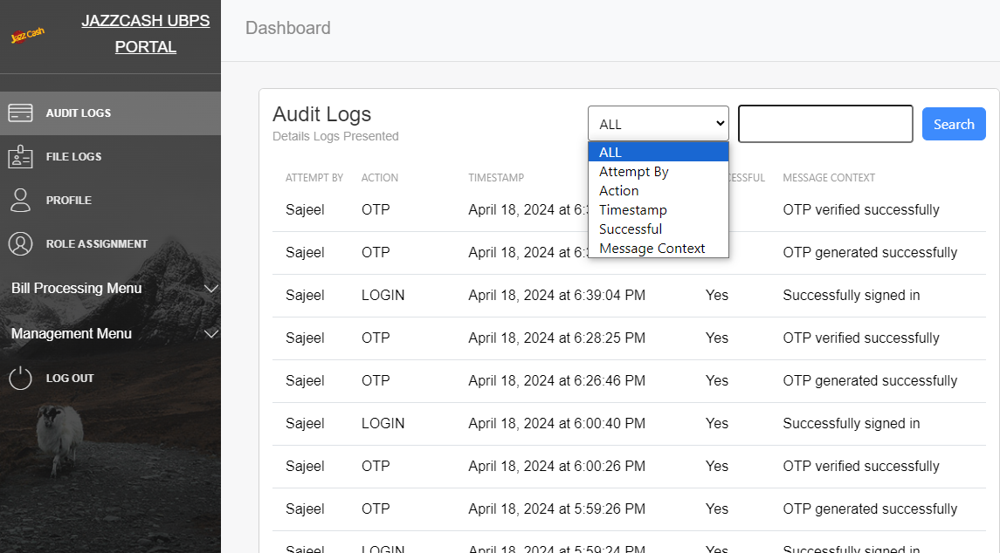 Jazz Cash
JAZZCASH UBPS
PORTAL
AUDIT LOGS
FILE LOGS
PROFILE
ROLE ASSIGNMENT
Bill Processing Menu
Management Menu
LOG OUT
Dashboard
Audit Logs
Details Logs Presented
ALL
Search
ALL
Attempt By
Action
Timestamp
Successful
Message Context
ATTEMPT BY ACTION TIMESTAMP ESSFUL MESSAGE CONTEXT
Sajeel OTP April 18, 2024 at 6: OTP verified successfully
Sajeel OTP April 18, 2024 at 6: OTP generated successfully
Sajeel LOGIN April 18, 2024 at 6:39:04 PM Yes Successfully signed in
Sajeel OTP April 18, 2024 at 6:28:25 PM Yes OTP verified successfully
Sajeel OTP April 18, 2024 at 6:26:46 PM Yes OTP generated successfully
Sajeel LOGIN April 18, 2024 at 6:00:40 PM Yes Successfully signed in
Sajeel OTP April 18, 2024 at 6:00:26 PM Yes OTP verified successfully
Sajeel OTP April 18, 2024 at 5:59:26 PM Yes OTP generated successfully
Sajeel LOGIN April 18, 2024 at 5:59:24 PM Yes Successfully signed in